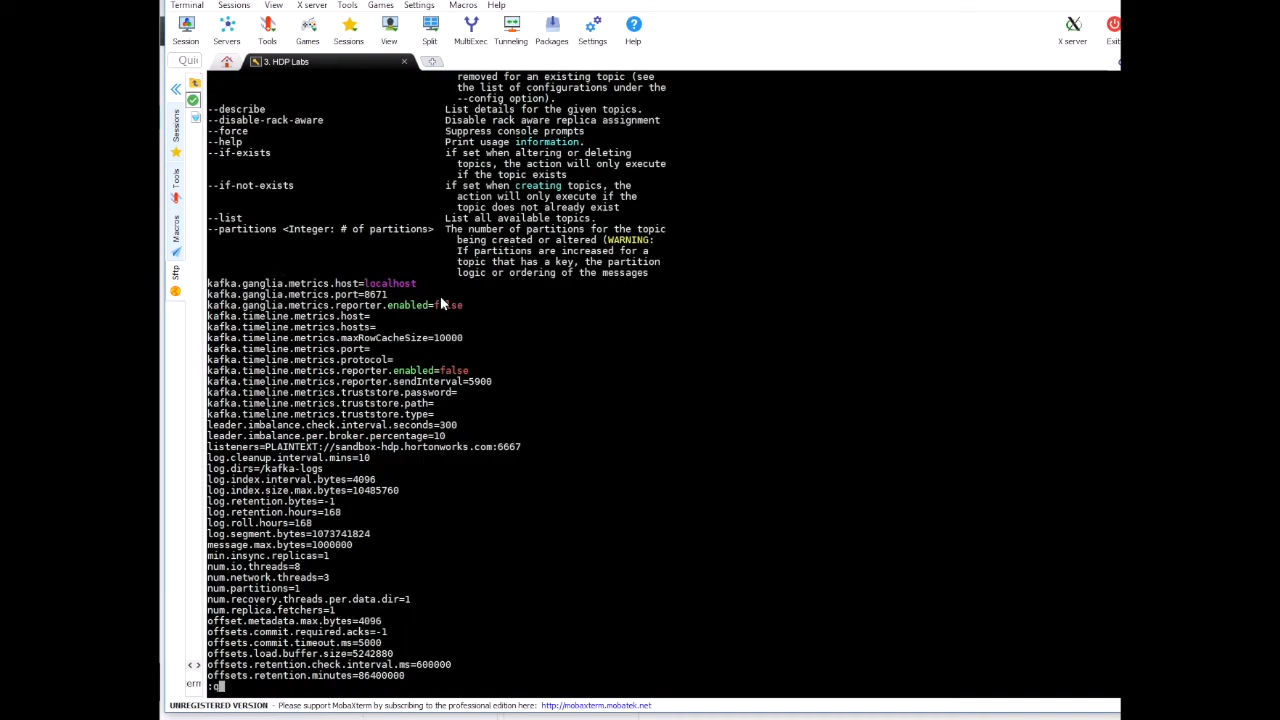 Terminal Sessions View X server Tools Games Settings Macros Help
Session Servers Tools Games Sessions View Split MultiExec Tunneling Packages Settings Help X server Exit
Quic
3. HDP Labs
Sessions
Tools
Macros
Sftp
removed for an existing topic (see
the list of configurations under the
--config option).
--describe List details for the given topics.
--disable-rack-aware Disable rack aware replica assignment
--force Suppress console prompts
--help Print usage information.
--if-exists if set when altering or deleting
topics, the action will only execute
if the topic exists
--if-not-exists if set when creating topics, the
action will only execute if the
topic does not already exist
--list List all available topics.
--partitions <Integer: # of partitions> The number of partitions for the topic
being created or altered (WARNING:
If partitions are increased for a
topic that has a key, the partition
logic or ordering of the messages
kafka.ganglia.metrics.host=localhost
kafka.ganglia.metrics.port=8671
kafka.ganglia.metrics.reporter.enabled=false
kafka.timeline.metrics.host=
kafka.timeline.metrics.hosts=
kafka.timeline.metrics.maxRowCacheSize=10000
kafka.timeline.metrics.port=
kafka.timeline.metrics.protocol=
kafka.timeline.metrics.reporter.enabled=false
kafka.timeline.metrics.reporter.sendInterval=5900
kafka.timeline.metrics.truststore.password=
kafka.timeline.metrics.truststore.path=
kafka.timeline.metrics.truststore.type=
leader.imbalance.check.interval.seconds=300
leader.imbalance.per.broker.percentage=10
listeners=PLAINTEXT://sandbox-hdp.hortonworks.com:6667
log.cleanup.interval.mins=10
log.dirs=/kafka-logs
log.index.interval.bytes=4096
log.index.size.max.bytes=10485760
log.retention.bytes=-1
log.retention.hours=168
log.roll.hours=168
log.segment.bytes=1073741824
message.max.bytes=1000000
min.insync.replicas=1
num.io.threads=8
num.network.threads=3
num.partitions=1
num.recovery.threads.per.data.dir=1
num.replica.fetchers=1
offset.metadata.max.bytes=4096
offsets.commit.required.acks=-1
offsets.commit.timeout.ms=5000
offsets.load.buffer.size=5242880
offsets.retention.check.interval.ms=600000
offsets.retention.minutes=86400000
:q
erm
UNREGISTERED VERSION - Please support MobaXterm by subscribing to the professional edition here: http://mobaxterm.mobatek.net